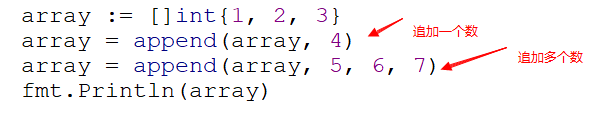 array := []int{1, 2, 3}
array = append(array, 4)
追加一个数
array = append(array, 5, 6, 7)
追加多个数
fmt.Println(array)